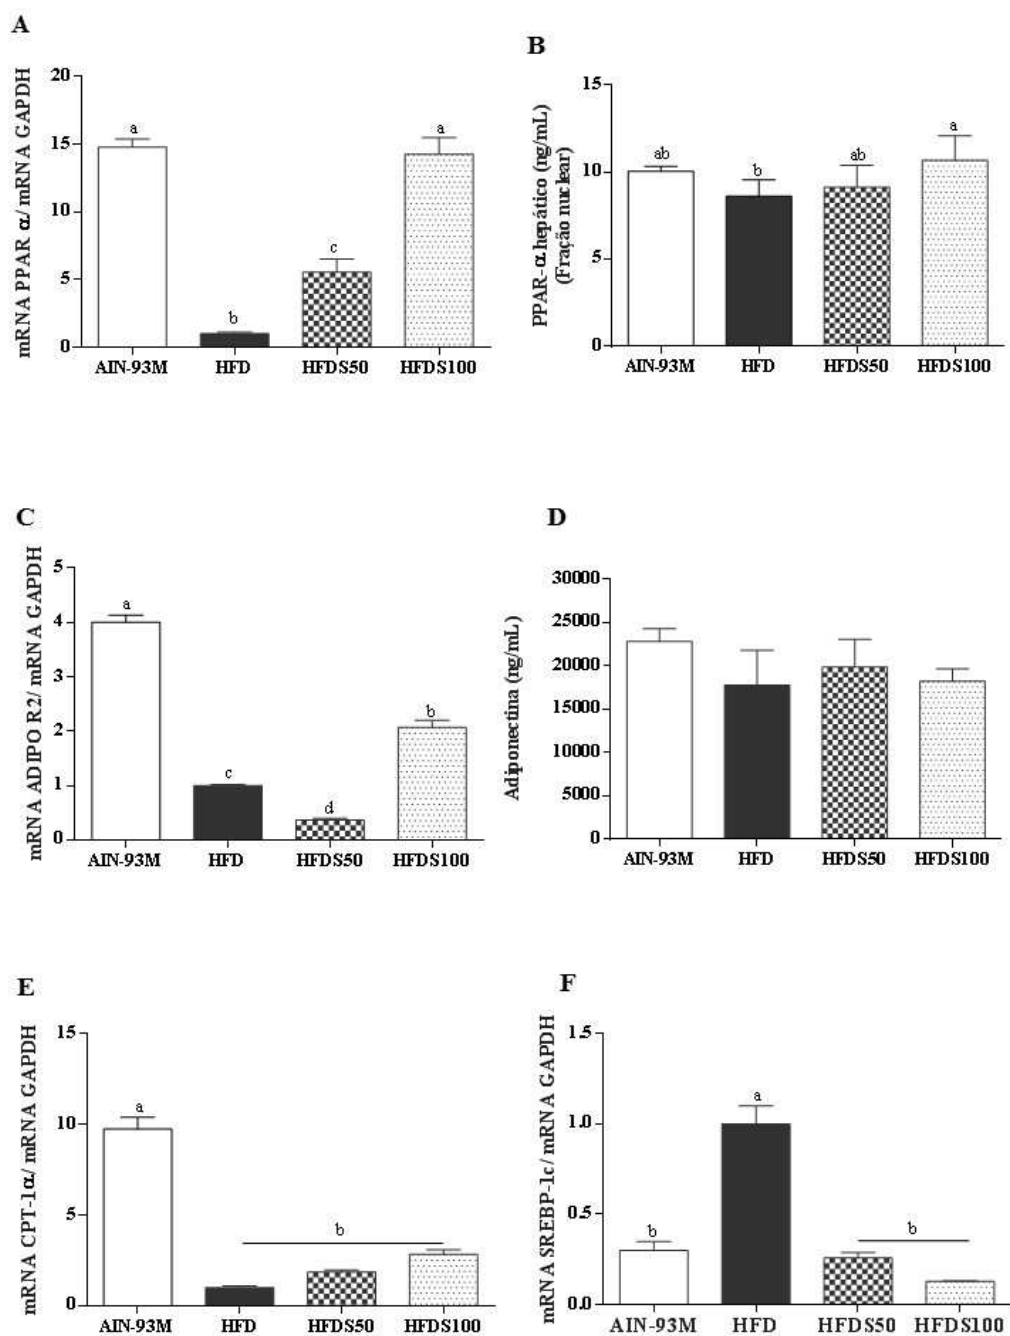 A
mRNA PPAR α/ mRNA GAPDH
20
15
10
5
0
a
b
c
a
AIN-93M HFD HFDS50 HFDS100
B
PPAR-α hepático (ng/mL)
(Fração nuclear)
15
10
5
0
ab
b
ab
a
AIN-93M HFD HFDS50 HFDS100
C
mRNA ADIPO R2/ mRNA GAPDH
5
4
3
2
1
0
a
c
d
b
AIN-93M HFD HFDS50 HFDS100
D
Adiponectina (ng/mL)
30000
25000
20000
15000
10000
5000
0
AIN-93M HFD HFDS50 HFDS100
E
mRNA CPT-1α/ mRNA GAPDH
15
10
5
0
a
b
AIN-93M HFD HFDS50 HFDS100
F
mRNA SREBP-1c/ mRNA GAPDH
1.5
1.0
0.5
0.0
b
a
b
AIN-93M HFD HFDS50 HFDS100